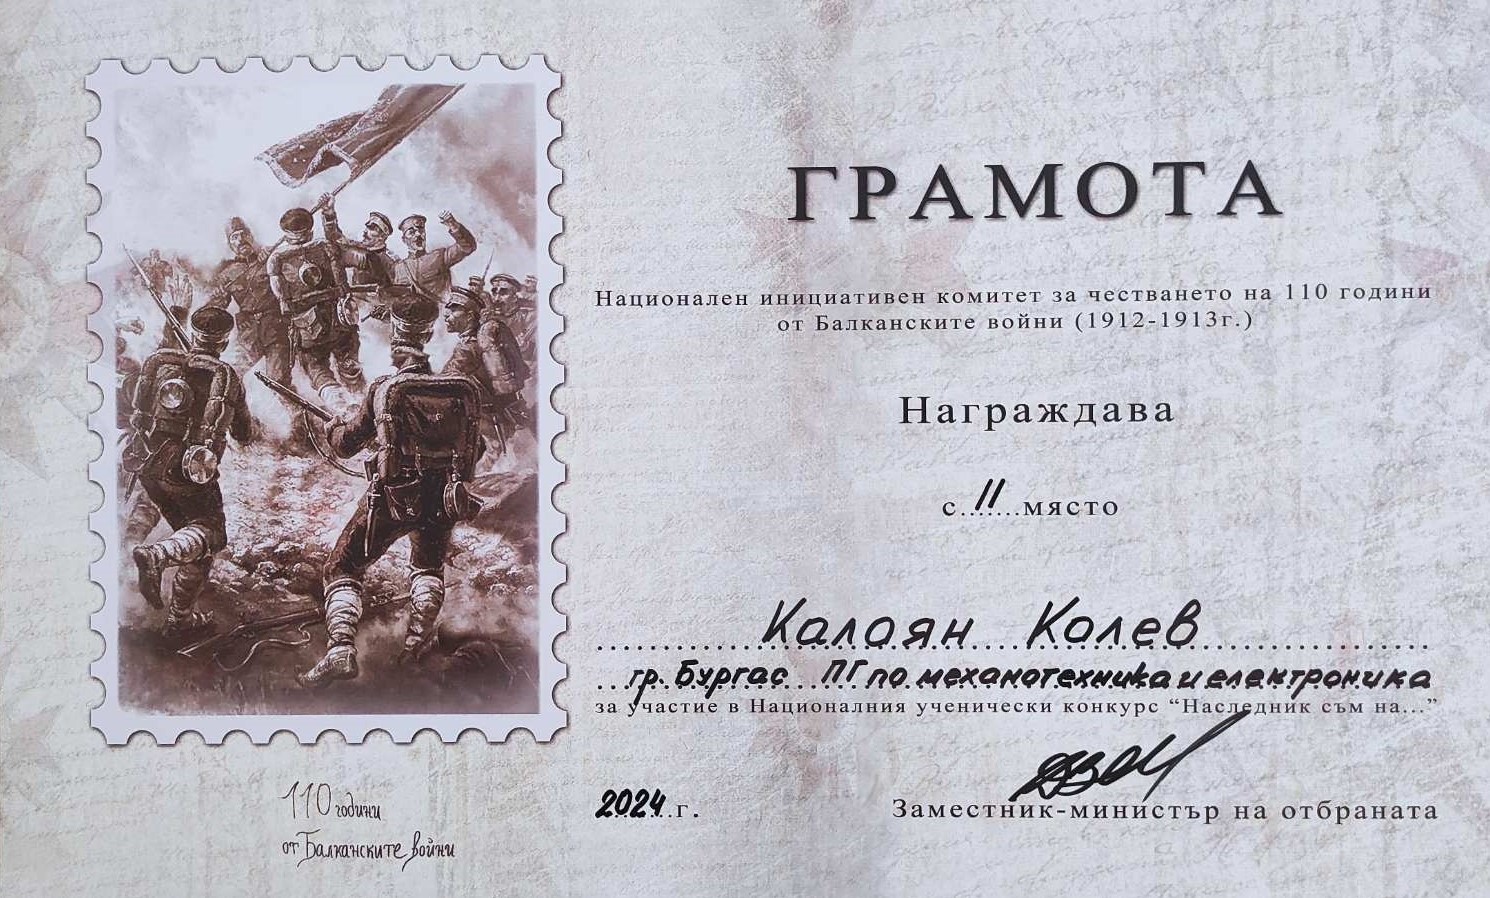 ГРАМОТА
Национален инициативен комитет за честването на 110 години
от Балканските войни (1912-1913г.)
Награждава
с...II...място
Калоян Колев
гр. Бургас ПГ по механотехника и електроника
за участие в Националния ученически конкурс “Наследник съм на...”
2024 г.
Заместник-министър на отбраната
110 години
от Балканските войни